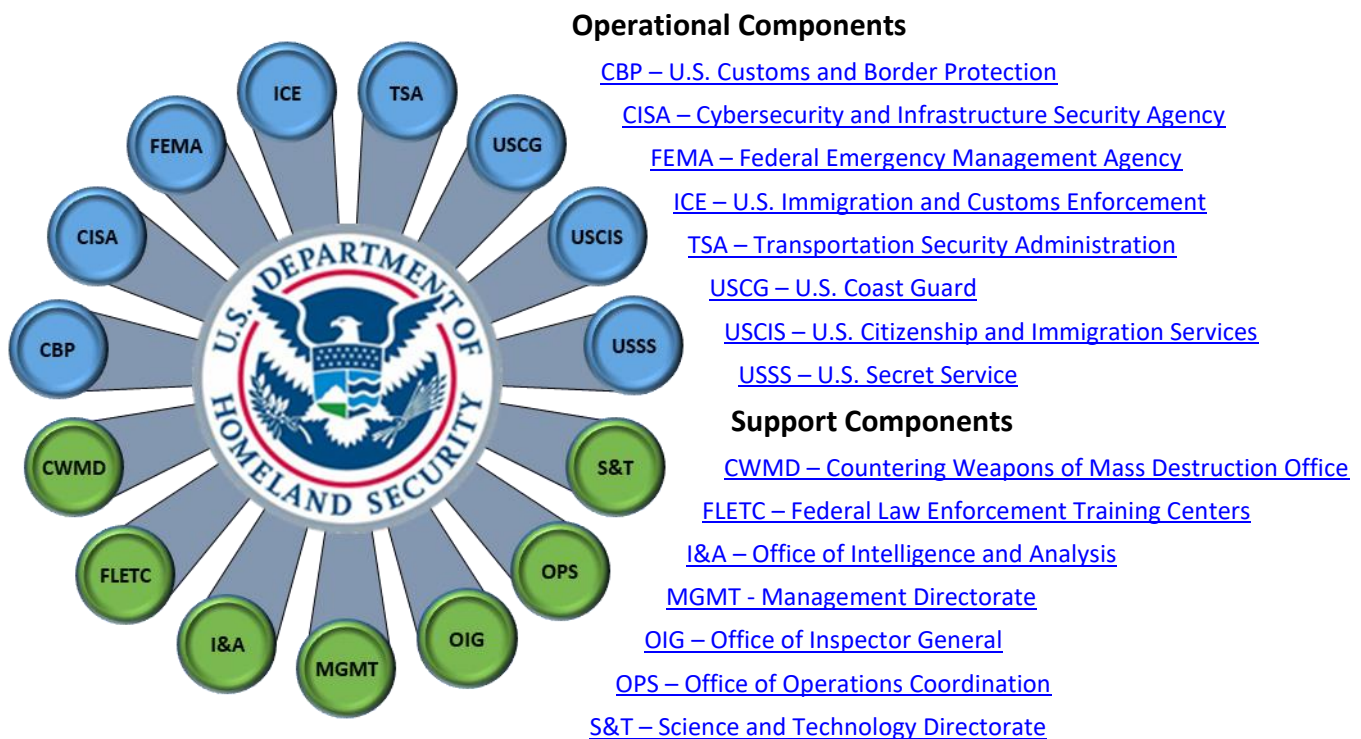 Operational Components
CBP – U.S. Customs and Border Protection
CISA – Cybersecurity and Infrastructure Security Agency
FEMA – Federal Emergency Management Agency
ICE – U.S. Immigration and Customs Enforcement
TSA – Transportation Security Administration
USCG – U.S. Coast Guard
USCIS – U.S. Citizenship and Immigration Services
USSS – U.S. Secret Service
Support Components
CWMD – Countering Weapons of Mass Destruction Office
FLETC – Federal Law Enforcement Training Centers
I&A – Office of Intelligence and Analysis
MGMT - Management Directorate
OIG – Office of Inspector General
OPS – Office of Operations Coordination
S&T – Science and Technology Directorate
CBP
CISA
FEMA
ICE
TSA
USCG
USCIS
USSS
S&T
OPS
OIG
MGMT
I&A
FLETC
CWMD
U.S. DEPARTMENT OF
HOMELAND SECURITY